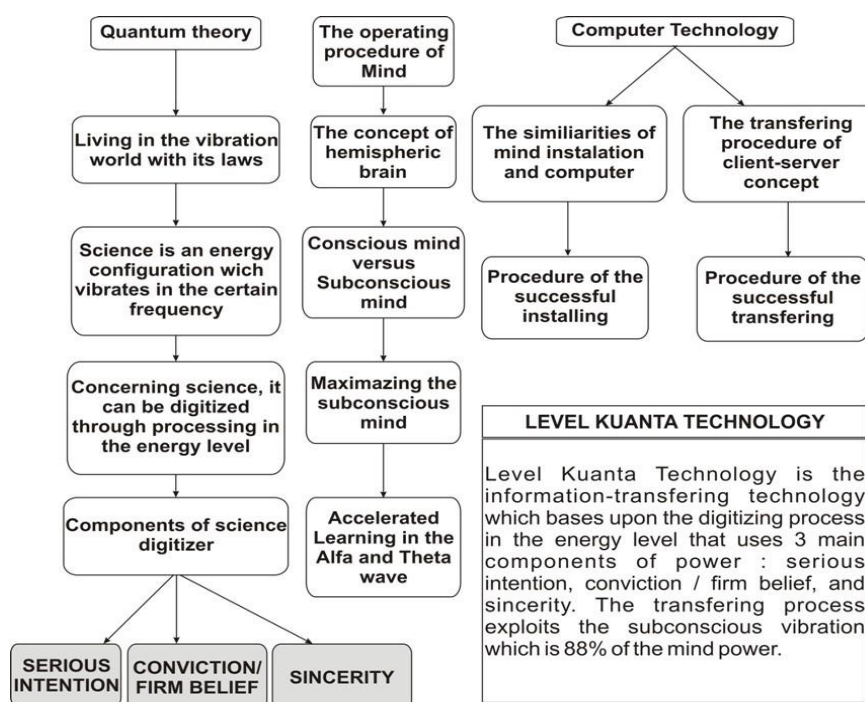 Quantum theory
Living in the vibration
world with its laws
Science is an energy
configuration wich
vibrates in the certain
frequency
Concerning science, it
can be digitized
through processing in
the energy level
Components of science
digitizer
SERIOUS
INTENTION
CONVICTION/
FIRM BELIEF
SINCERITY
The operating
procedure of
Mind
The concept of
hemispheric
brain
Conscious mind
versus
Subconscious
mind
Maximazing the
subconscious
mind
Accelerated
Learning in the
Alfa and Theta
wave
Computer Technology
The similiarities of
mind instalation
and computer
Procedure of the
successful
installing
The transfering
procedure of
client-server
concept
Procedure of the
successful
transfering
LEVEL KUANTA TECHNOLOGY
Level Kuanta Technology is the
information-transfering technology
which bases upon the digitizing process
in the energy level that uses 3 main
components of power : serious
intention, conviction / firm belief, and
sincerity. The transfering process
exploits the subconscious vibration
which is 88% of the mind power.